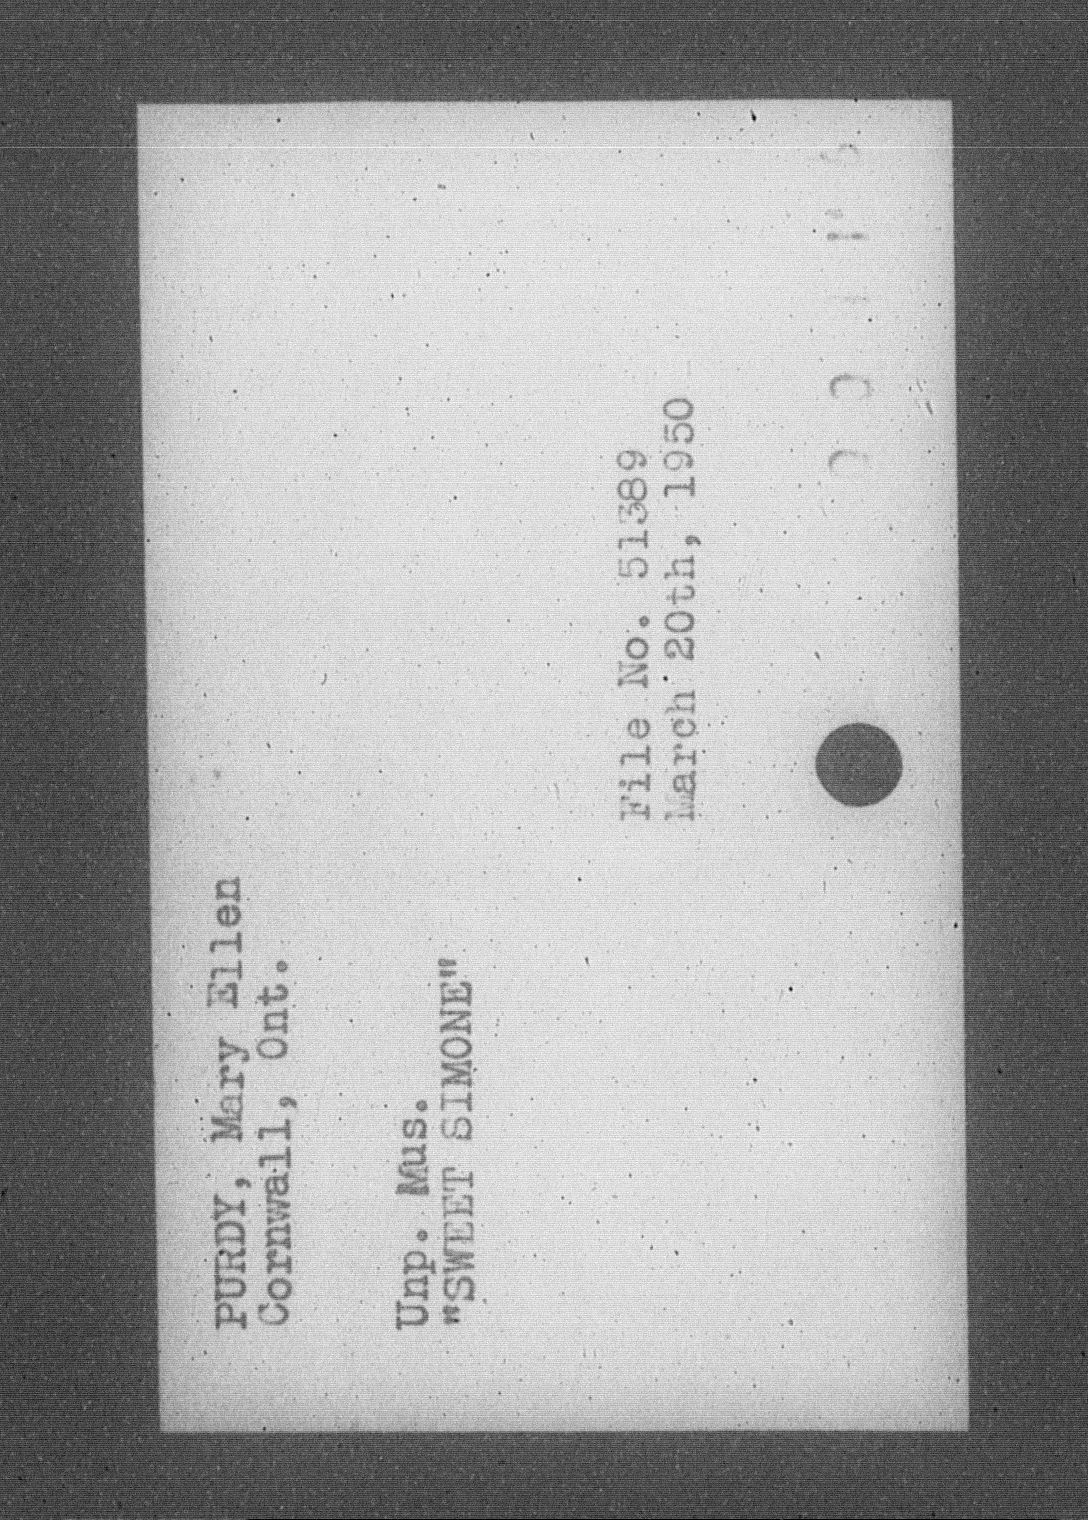 PURDY, Mary Ellen
Cornwall, Ont.
Unp. Mus.
"SWEET SIMONE"
File No. 51389
March 20th, 1950